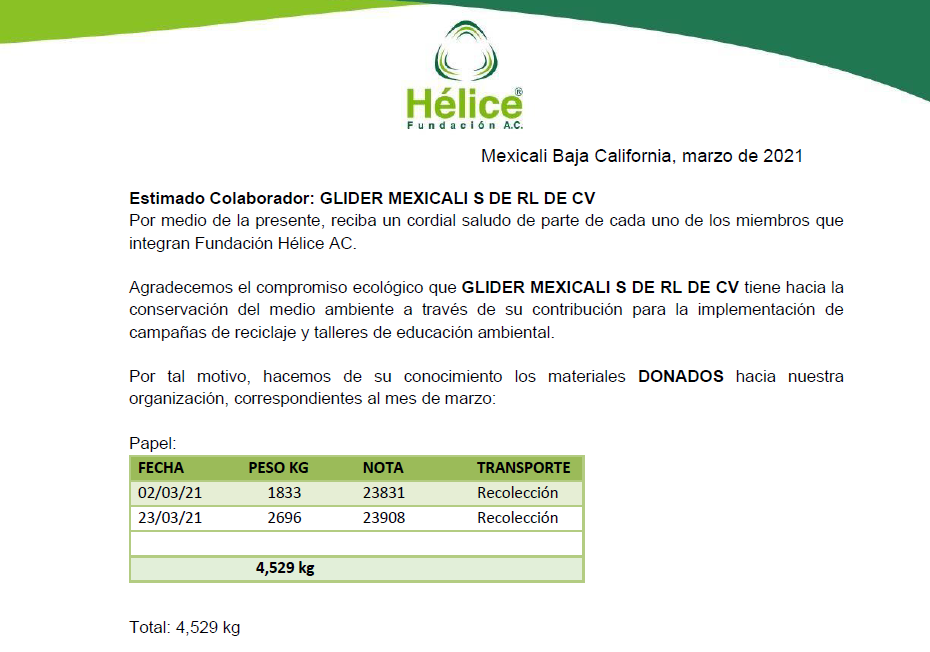 Hélice®
Fundación A.C.
Mexicali Baja California, marzo de 2021
Estimado Colaborador: GLIDER MEXICALI S DE RL DE CV
Por medio de la presente, reciba un cordial saludo de parte de cada uno de los miembros que
integran Fundación Hélice AC.
Agradecemos el compromiso ecológico que GLIDER MEXICALI S DE RL DE CV tiene hacia la
conservación del medio ambiente a través de su contribución para la implementación de
campañas de reciclaje y talleres de educación ambiental.
Por tal motivo, hacemos de su conocimiento los materiales DONADOS hacia nuestra
organización, correspondientes al mes de marzo:
Papel:
FECHA PESO KG NOTA TRANSPORTE
02/03/21 1833 23831 Recolección
23/03/21 2696 23908 Recolección
4,529 kg
Total: 4,529 kg